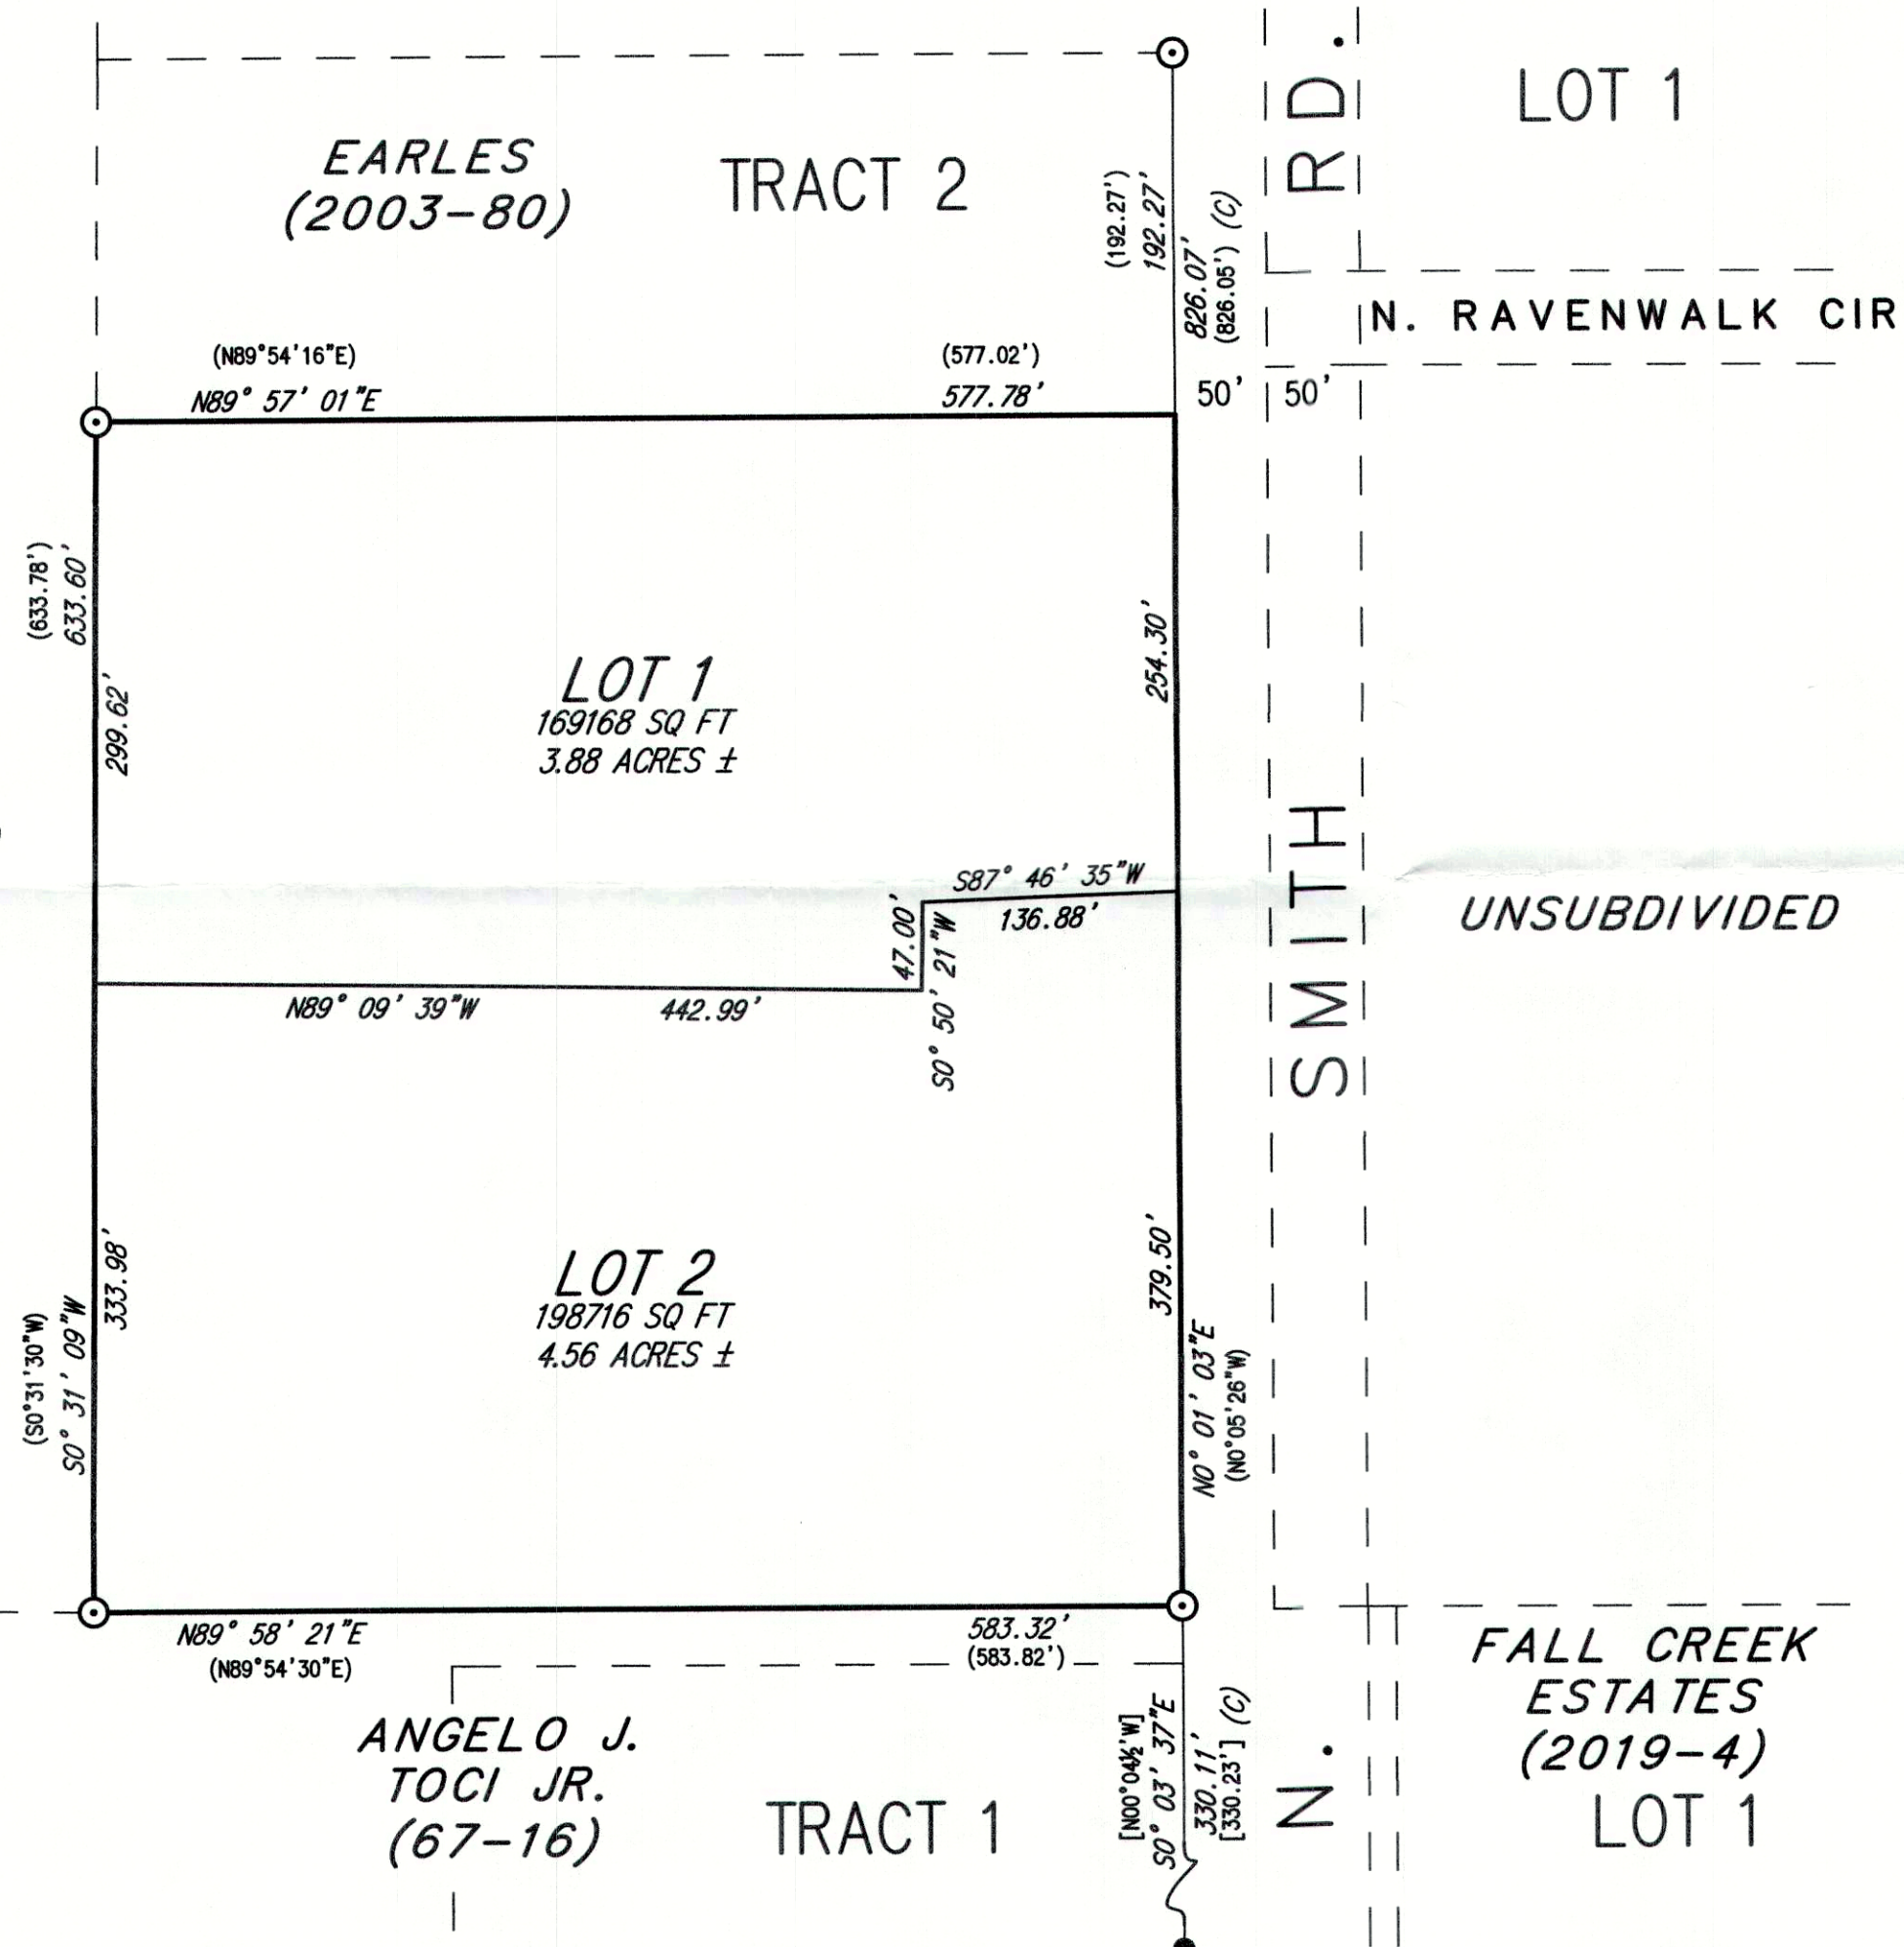 EARLES
(2003-80)
TRACT 2
(192.27')
192.27'
826.07'
(826.05') (C)
RD.
LOT 1
N. RAVENWALK CIR
(N89°54'16"E)
N89° 57' 01"E
(577.02')
577.78'
50' 50'
(633.78')
633.60'
299.62'
LOT 1
169168 SQ FT
3.88 ACRES ±
254.30'
S87° 46' 35"W
136.88'
47.00'
S0° 50' 21"W
N89° 09' 39"W
442.99'
SMITH
UNSUBDIVIDED
333.98'
(S0°31'30"W)
S0° 31' 09"W
LOT 2
198716 SQ FT
4.56 ACRES ±
379.50'
N0° 01' 03"E
(N0°05'26"W)
N89° 58' 21"E
(N89°54'30"E)
583.32'
(583.82')
ANGELO J.
TOCI JR.
(67-16)
TRACT 1
[N00°04½'W]
S0° 03' 37"E
330.11'
[330.23'] (C)
N.
FALL CREEK
ESTATES
(2019-4)
LOT 1